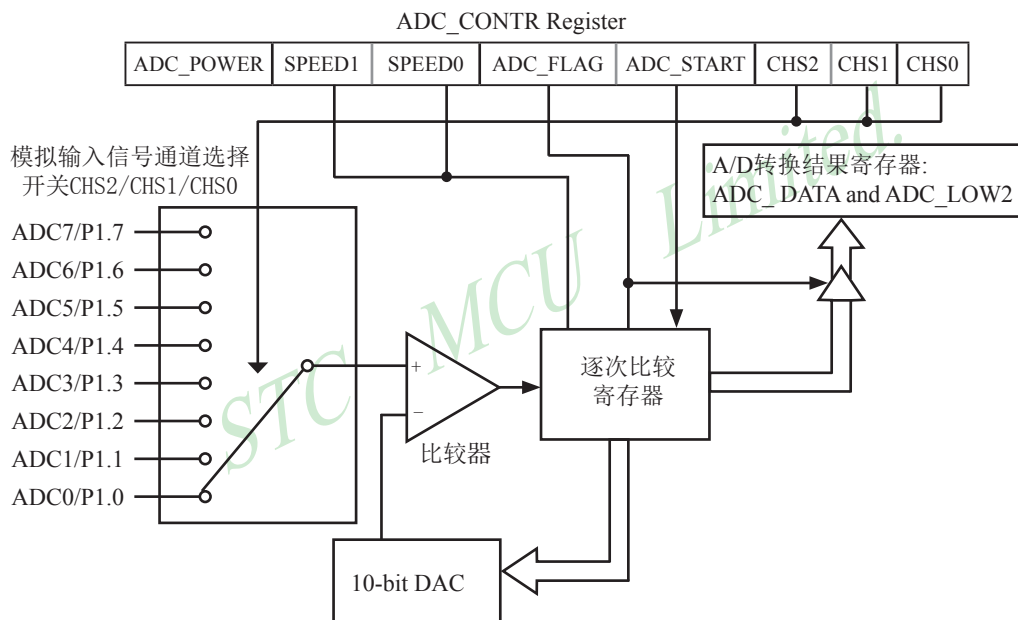 ADC_CONTR Register
ADC_POWER SPEED1 SPEED0 ADC_FLAG ADC_START CHS2 CHS1 CHS0
模拟输入信号通道选择
开关CHS2/CHS1/CHS0
A/D转换结果寄存器:
ADC_ DATA and ADC_LOW2
ADC7/P1.7
ADC6/P1.6
ADC5/P1.5
ADC4/P1.4
ADC3/P1.3
ADC2/P1.2
ADC1/P1.1
ADC0/P1.0
+
−
比较器
逐次比较
寄存器
10-bit DAC
STC MCU Limited.